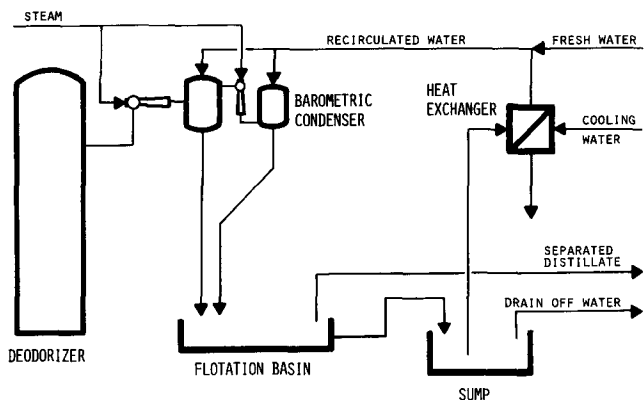 STEAM
RECIRCULATED WATER
FRESH WATER
BAROMETRIC
CONDENSER
HEAT
EXCHANGER
COOLING
WATER
SEPARATED
DISTILLATE
DRAIN OFF WATER
DEODORIZER
FLOTATION BASIN
SUMP